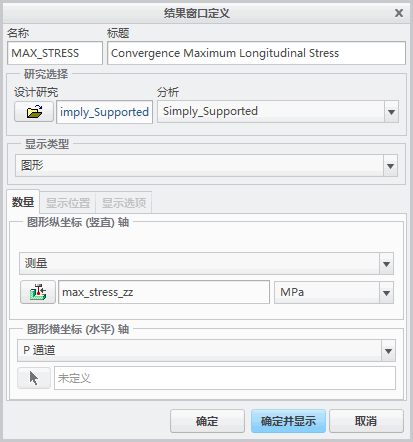 结果窗口定义
名称 标题
MAX_STRESS Convergence Maximum Longitudinal Stress
研究选择
设计研究 分析
imply_Supported Simply_Supported
显示类型
图形
数量 显示位置 显示选项
图形纵坐标 (竖直) 轴
测量
max_stress_zz MPa
图形横坐标 (水平) 轴
P 通道
未定义
确定 确定并显示 取消